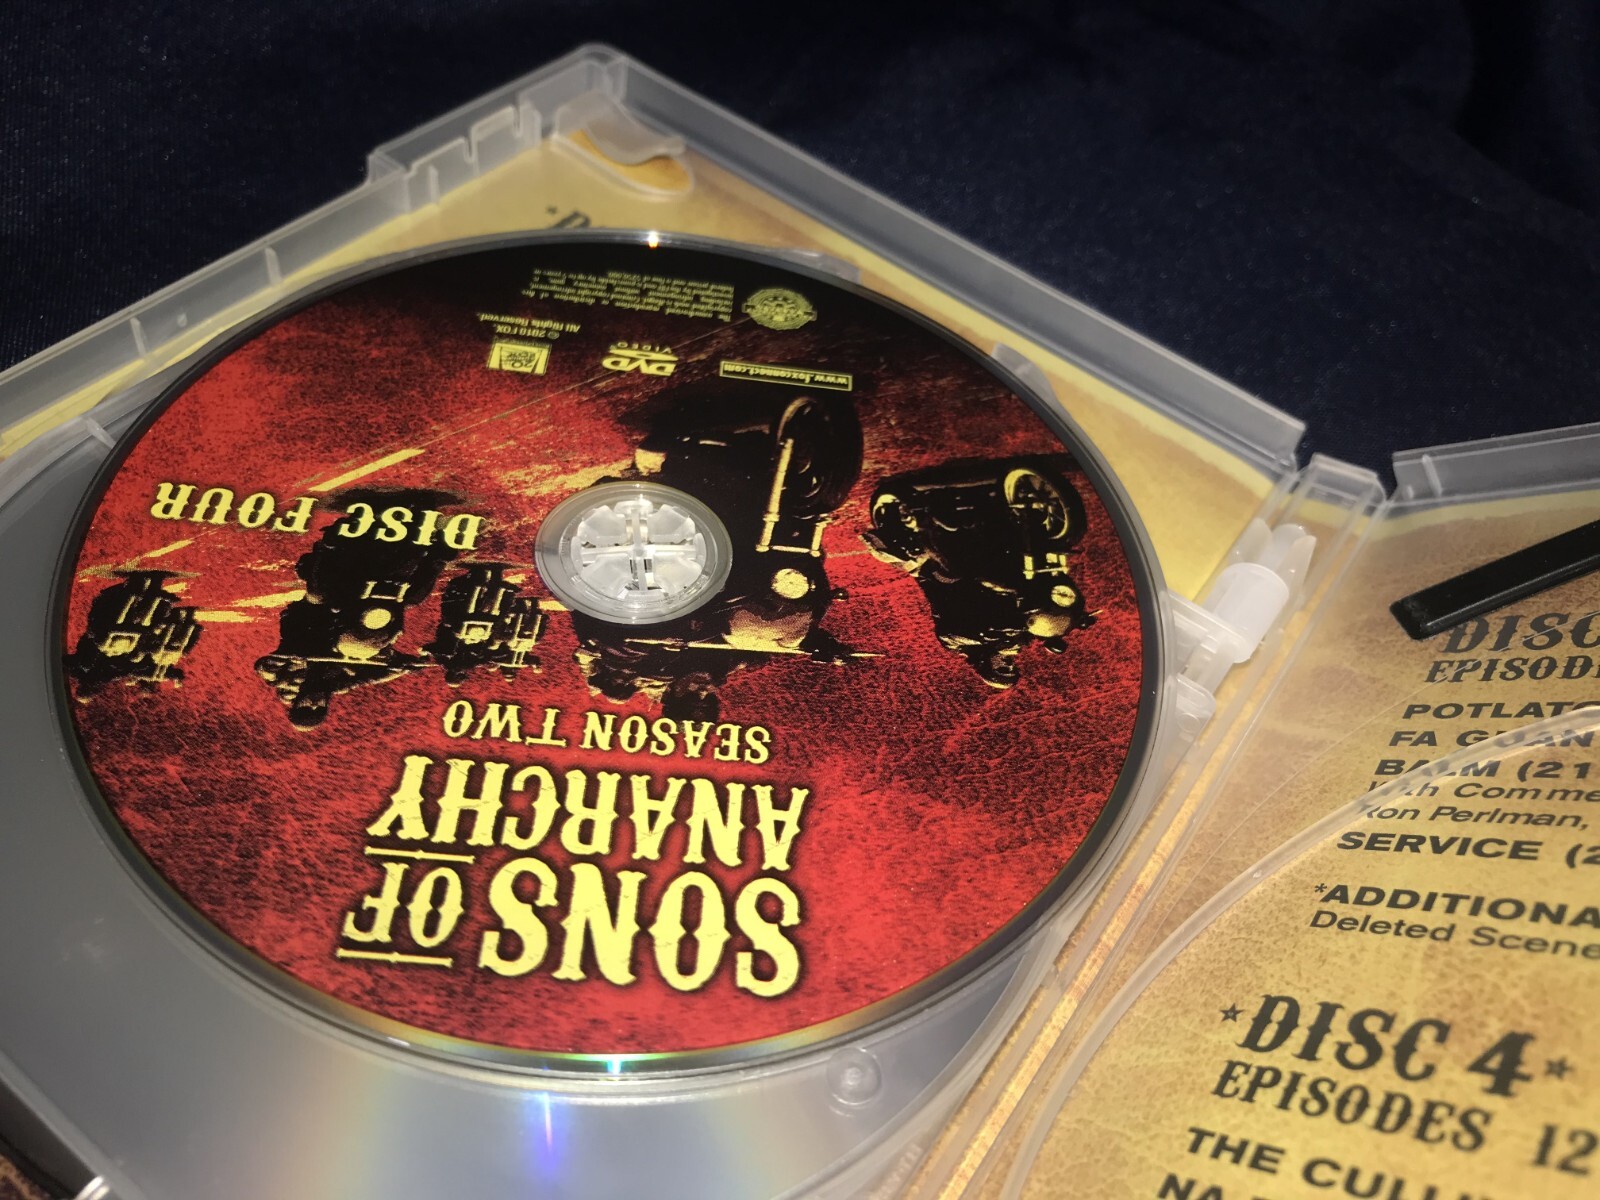 SONS OF
ANARCHY
SEASON TWO
DISC FOUR
www.foxconnect.com
DVD
VIDEO
© 2010 FOX
All Rights Reserved.
DISC
POTLAT
FA GUAN
BALM (21
With Comme
Ron Perlman,
SERVICE (2
*ADDITIONA
Deleted Scene
DISC 4
EPISODES 12
THE CULL
NA